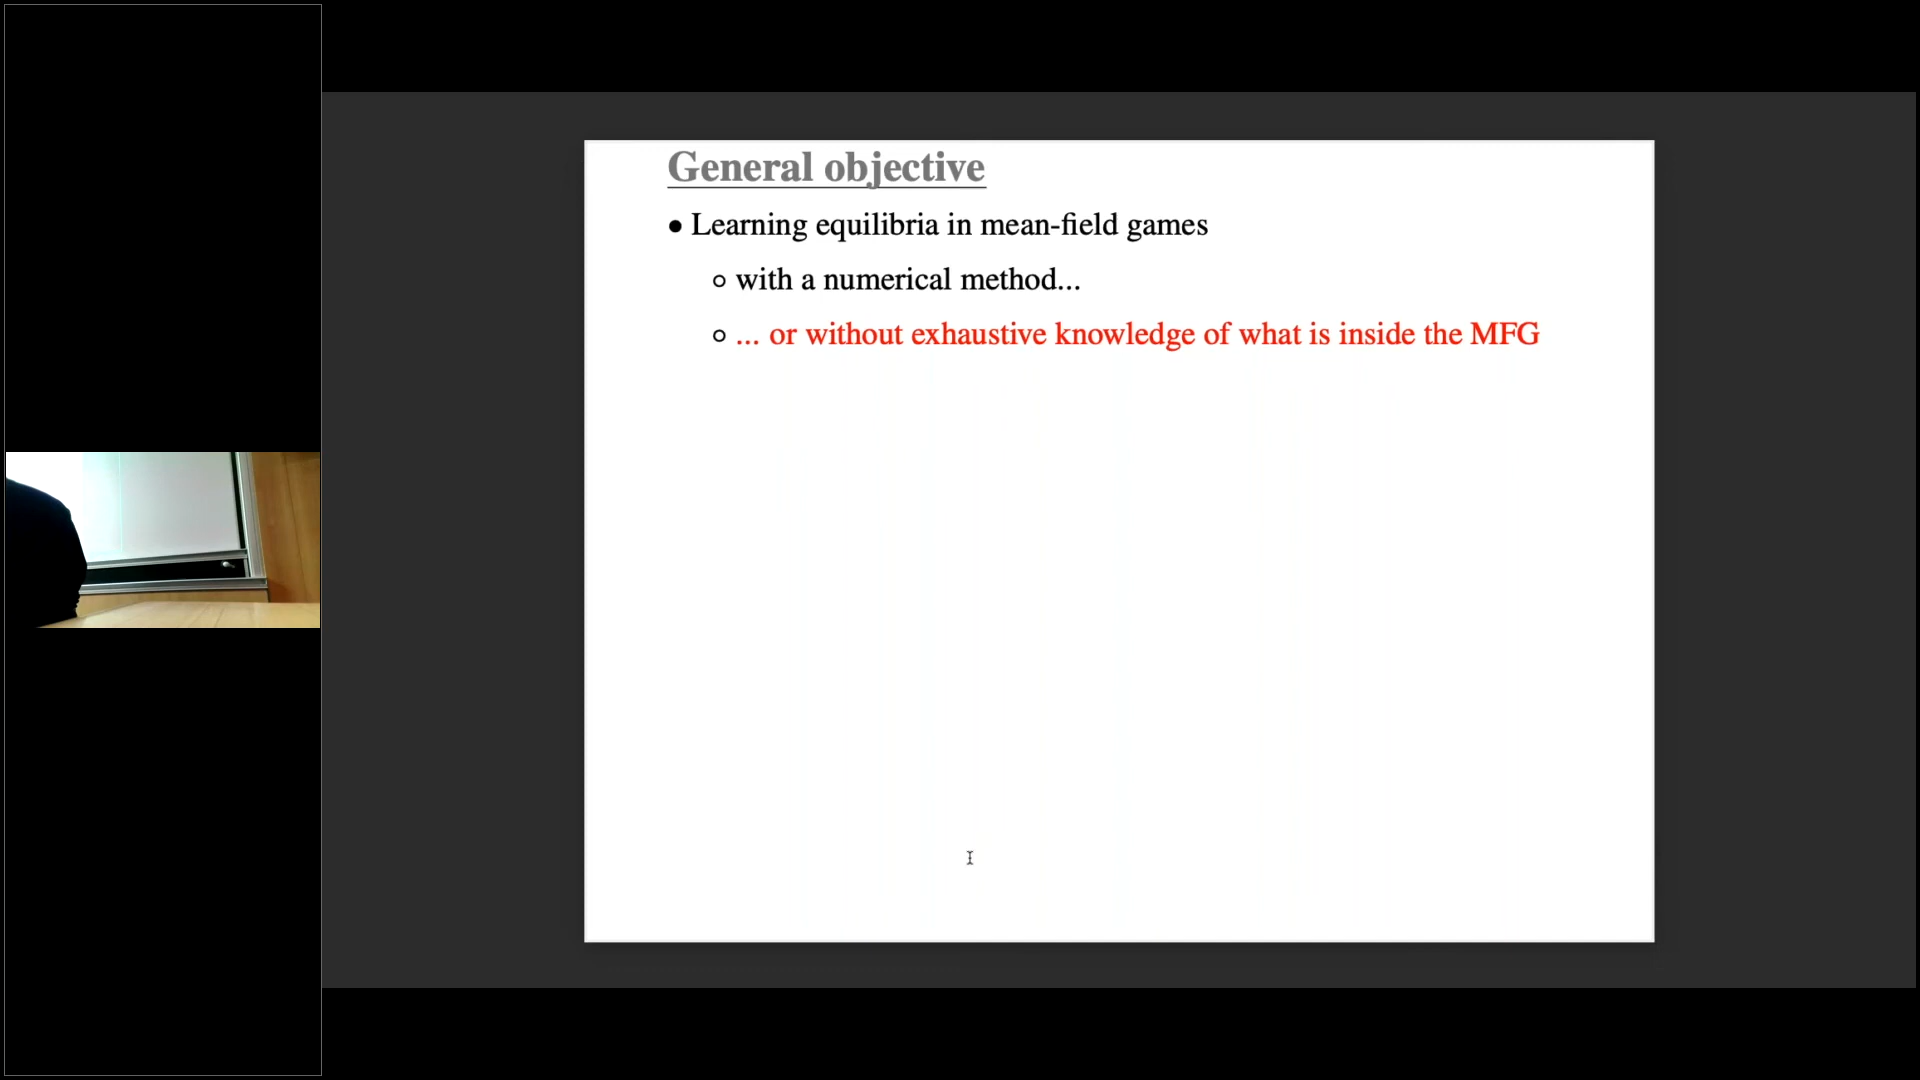 General objective
• Learning equilibria in mean-field games
◦ with a numerical method...
◦ ... or without exhaustive knowledge of what is inside the MFG